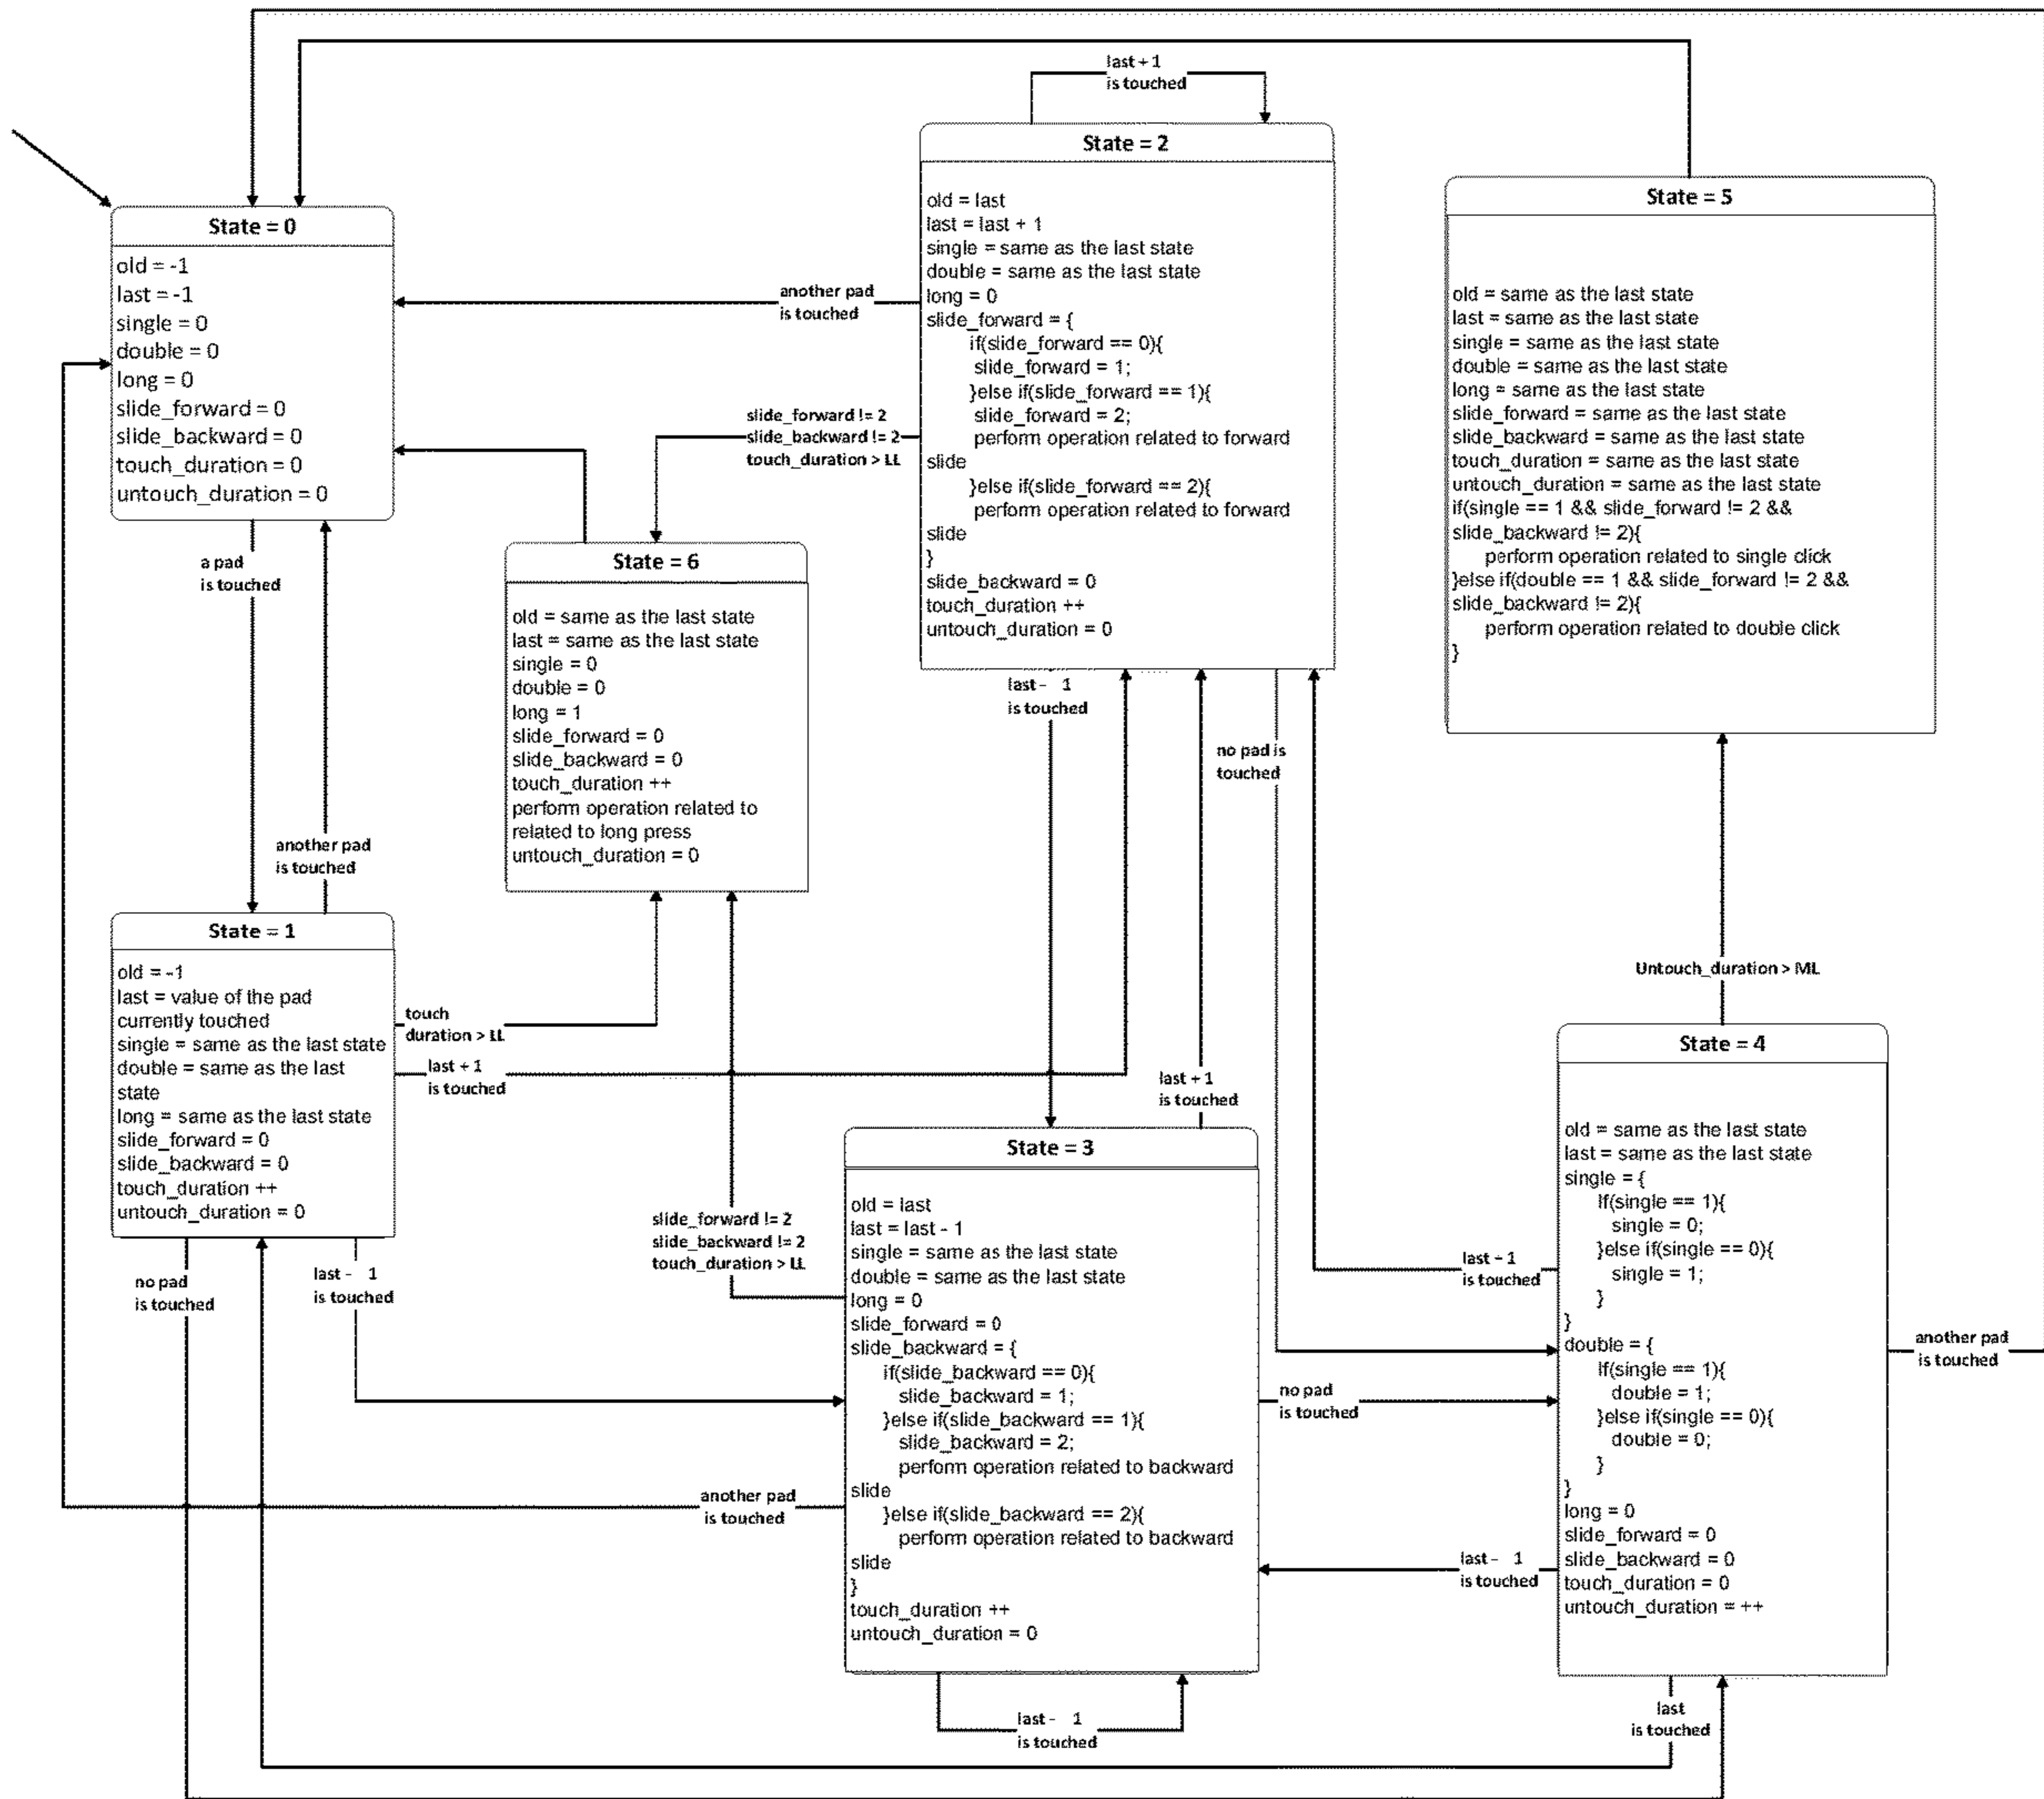 last + 1
is touched
State = 2
old = last
last = last + 1
single = same as the last state
double = same as the last state
long = 0
slide_forward = {
if(slide_forward == 0){
slide_forward = 1;
}else if(slide_forward == 1){
slide_forward = 2;
perform operation related to forward
slide
}else if(slide_forward == 2){
perform operation related to forward
slide
}
slide_backward = 0
touch_duration ++
untouch_duration = 0
State = 5
old = same as the last state
last = same as the last state
single = same as the last state
double = same as the last state
long = same as the last state
slide_forward = same as the last state
slide_backward = same as the last state
touch_duration = same as the last state
untouch_duration = same as the last state
if(single == 1 && slide_forward != 2 &&
slide_backward != 2){
perform operation related to single click
}else if(double == 1 && slide_forward != 2 &&
slide_backward != 2){
perform operation related to double click
}
State = 0
old = -1
last = -1
single = 0
double = 0
long = 0
slide_forward = 0
slide_backward = 0
touch_duration = 0
untouch_duration = 0
another pad
is touched
slide_forward != 2
slide_backward != 2
touch_duration > LL
a pad
is touched
State = 6
old = same as the last state
last = same as the last state
single = 0
double = 0
long = 1
slide_forward = 0
slide_backward = 0
touch_duration ++
perform operation related to
related to long press
untouch_duration = 0
last - 1
is touched
no pad is
touched
another pad
is touched
State = 1
old = -1
last = value of the pad
currently touched
single = same as the last state
double = same as the last
state
long = same as the last state
slide_forward = 0
slide_backward = 0
touch_duration ++
untouch_duration = 0
touch
duration > LL
last + 1
is touched
last + 1
is touched
Untouch_duration > ML
State = 4
old = same as the last state
last = same as the last state
single = {
If(single == 1){
single = 0;
}else if(single == 0){
single = 1;
}
}
double = {
If(single == 1){
double = 1;
}else if(single == 0){
double = 0;
}
}
long = 0
slide_forward = 0
slide_backward = 0
touch_duration = 0
untouch_duration = ++
State = 3
old = last
last = last - 1
single = same as the last state
double = same as the last state
long = 0
slide_forward = 0
slide_backward = {
if(slide_backward == 0){
slide_backward = 1;
}else if(slide_backward == 1){
slide_backward = 2;
perform operation related to backward
slide
}else if(slide_backward == 2){
perform operation related to backward
slide
}
touch_duration ++
untouch_duration = 0
slide_forward != 2
slide_backward != 2
touch_duration > LL
no pad
is touched
last - 1
is touched
last + 1
is touched
another pad
is touched
no pad
is touched
another pad
is touched
last - 1
is touched
last - 1
is touched
last
is touched